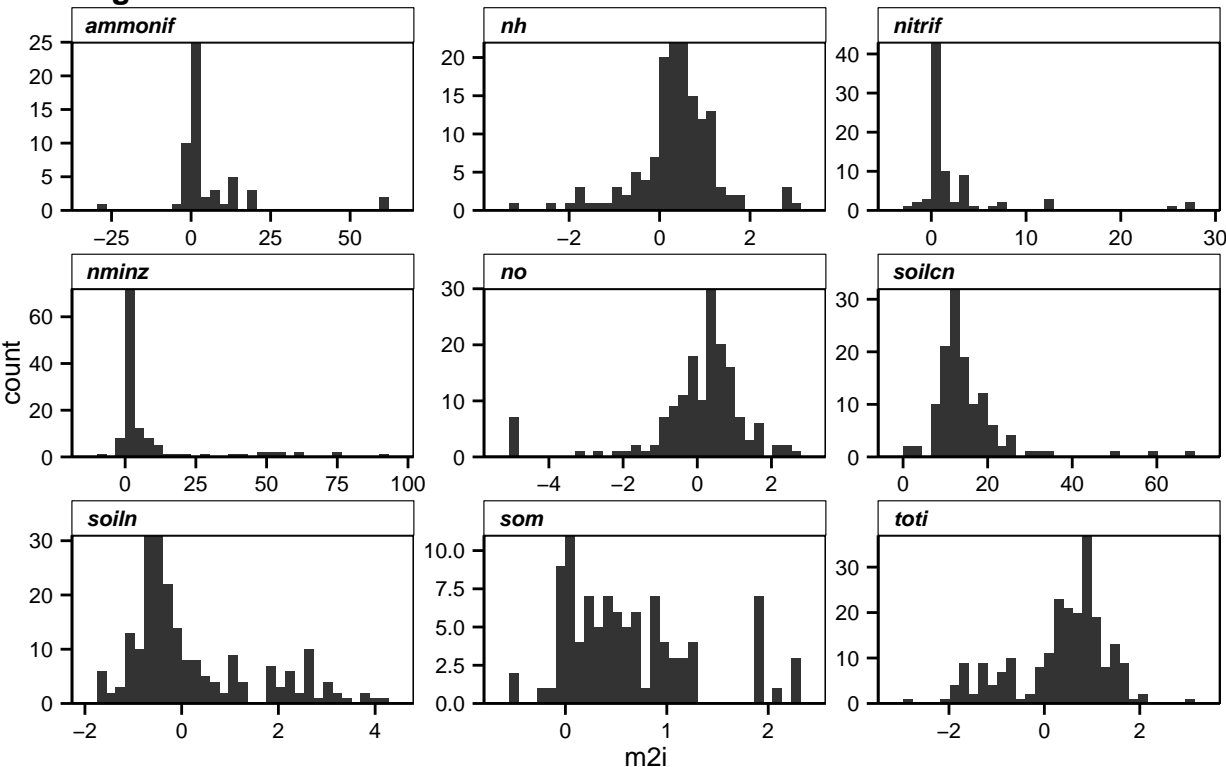 ammonif nh nitrif
25 20 15 10 5 0
20 15 10 5 0
40 30 20 10 0
−25 0 25 50
−2 0 2
0 10 20 30
nminz no soilcn
60 40 20 0
30 20 10 0
30 20 10 0
count
0 25 50 75 100
−4 −2 0 2
0 20 40 60
soiln som toti
30 20 10 0
10.0 7.5 5.0 2.5 0.0
30 20 10 0
−2 0 2 4
0 1 2
−2 0 2
m2i